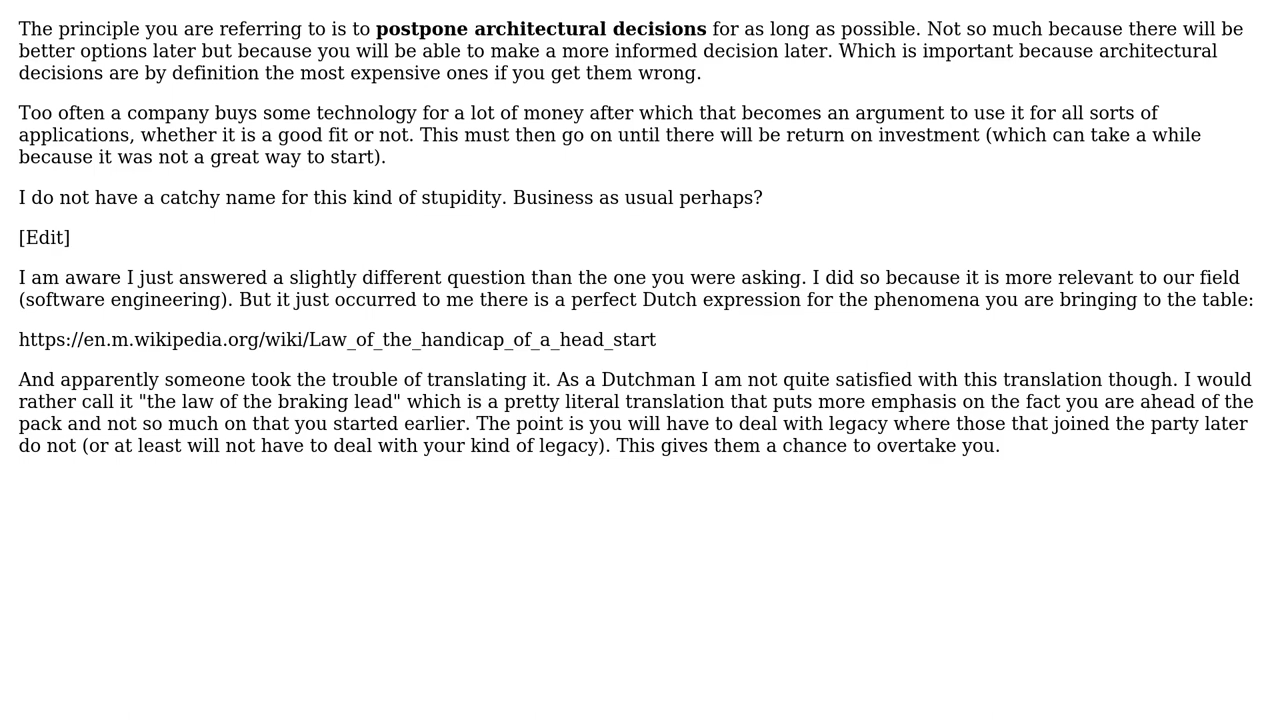 The principle you are referring to is to postpone architectural decisions for as long as possible. Not so much because there will be
better options later but because you will be able to make a more informed decision later. Which is important because architectural
decisions are by definition the most expensive ones if you get them wrong.
Too often a company buys some technology for a lot of money after which that becomes an argument to use it for all sorts of
applications, whether it is a good fit or not. This must then go on until there will be return on investment (which can take a while
because it was not a great way to start).
I do not have a catchy name for this kind of stupidity. Business as usual perhaps?
[Edit]
I am aware I just answered a slightly different question than the one you were asking. I did so because it is more relevant to our field
(software engineering). But it just occurred to me there is a perfect Dutch expression for the phenomena you are bringing to the table:
https://en.m.wikipedia.org/wiki/Law_of_the_handicap_of_a_head_start
And apparently someone took the trouble of translating it. As a Dutchman I am not quite satisfied with this translation though. I would
rather call it "the law of the braking lead" which is a pretty literal translation that puts more emphasis on the fact you are ahead of the
pack and not so much on that you started earlier. The point is you will have to deal with legacy where those that joined the party later
do not (or at least will not have to deal with your kind of legacy). This gives them a chance to overtake you.